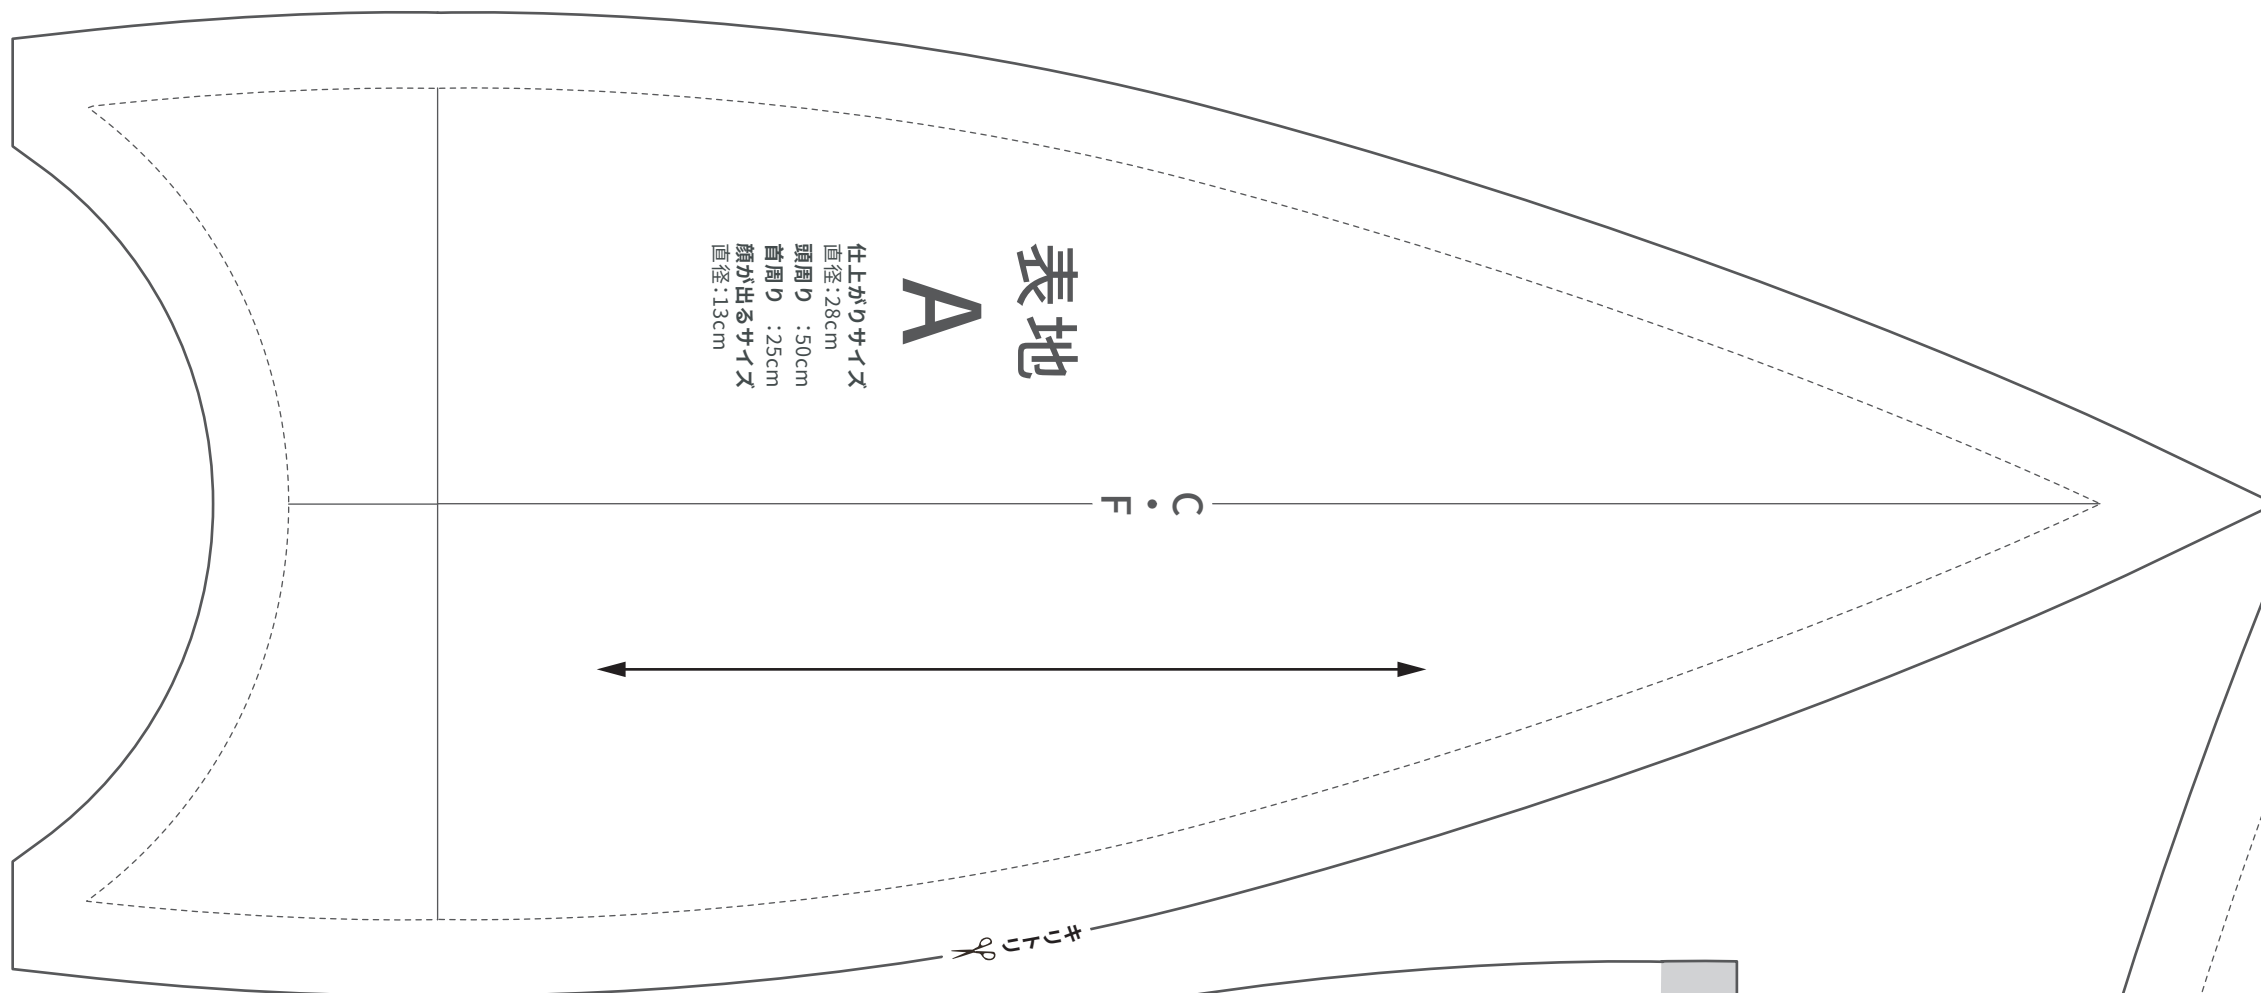 表地
A
仕上がりサイズ
直径:28cm
頭周り :50cm
首周り :25cm
顔が出るサイズ
直径:13cm
C・F
キリトリ